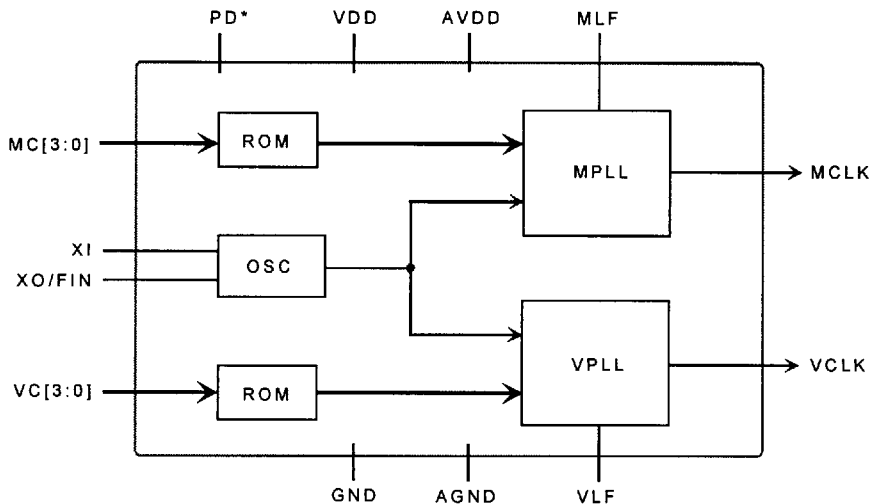 PD* VDD AVDD MLF
MC[3:0] ROM MPLL MCLK
XI OSC
XO/FIN
VC[3:0] ROM VPLL VCLK
GND AGND VLF